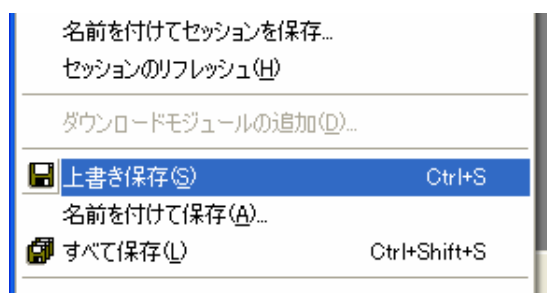 名前を付けてセッションを保存...
セッションのリフレッシュ(H)
ダウンロードモジュールの追加(D)...
上書き保存(S) Ctrl+S
名前を付けて保存(A)...
すべて保存(L) Ctrl+Shift+S